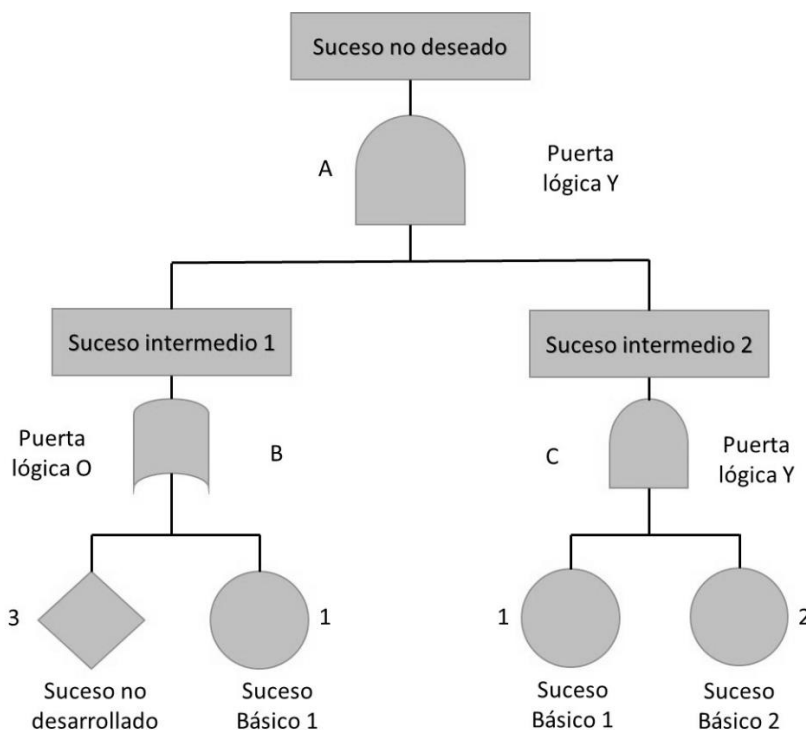 Suceso no deseado
A
Puerta
lógica Y
Suceso intermedio 1
Suceso intermedio 2
Puerta
lógica O
B
C
Puerta
lógica Y
3
1
1
2
Suceso no
desarrollado
Suceso
Básico 1
Suceso
Básico 1
Suceso
Básico 2